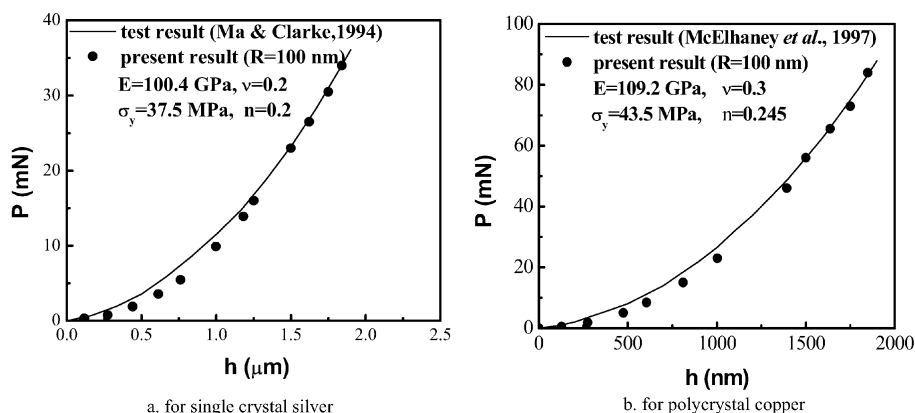 40
30
20
10
0
P (mN)
test result (Ma & Clarke,1994)
present result (R=100 nm)
E=100.4 GPa, ν=0.2
σy=37.5 MPa, n=0.2
0.0 0.5 1.0 1.5 2.0 2.5
h (μm)
a. for single crystal silver
100
80
60
40
20
0
P (mN)
test result (McElhaney et al., 1997)
present result (R=100 nm)
E=109.2 GPa, ν=0.3
σy=43.5 MPa, n=0.245
0 500 1000 1500 2000
h (nm)
b. for polycrystal copper